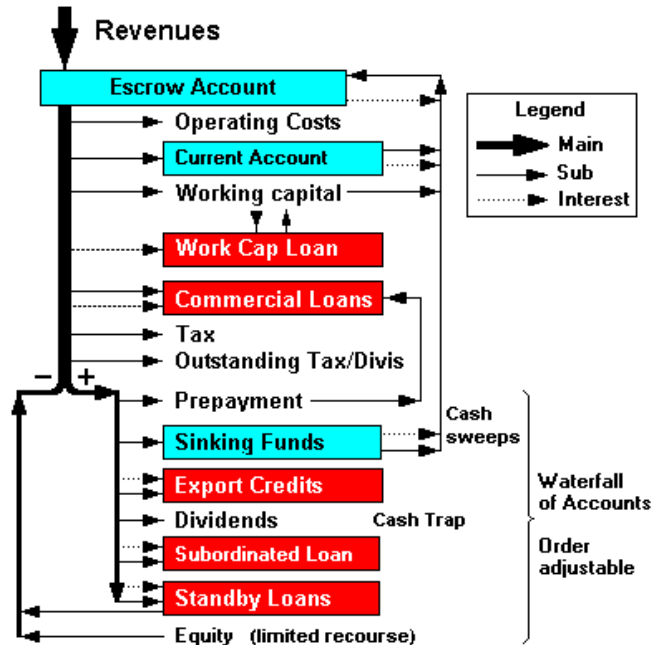 Revenues
Escrow Account
Operating Costs
Current Account
Working capital
Work Cap Loan
Commercial Loans
Tax
Outstanding Tax/Divis
− +
Prepayment
Cash
sweeps
Sinking Funds
Export Credits
Dividends
Cash Trap
Subordinated Loan
Standby Loans
Equity (limited recourse)
Legend
Main
Sub
Interest
Waterfall
of Accounts
Order
adjustable